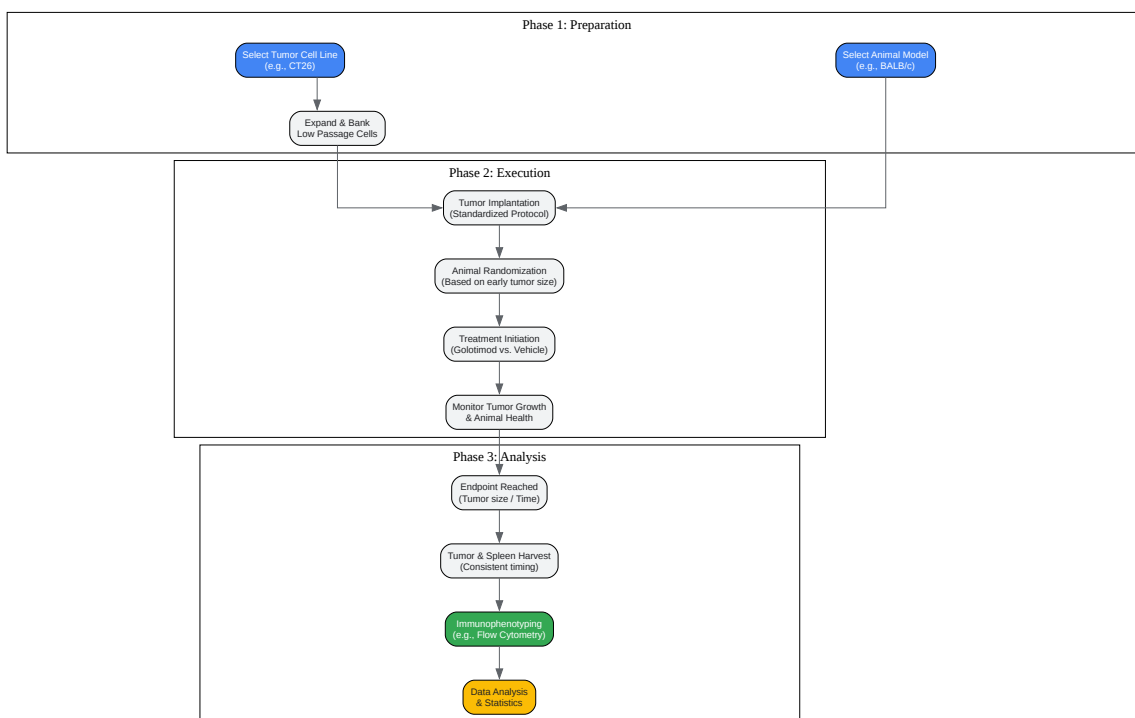 Phase 1: Preparation
Select Tumor Cell Line
(e.g., CT26)
Select Animal Model
(e.g., BALB/c)
Expand & Bank
Low Passage Cells
Phase 2: Execution
Tumor Implantation
(Standardized Protocol)
Animal Randomization
(Based on early tumor size)
Treatment Initiation
(Golotimod vs. Vehicle)
Monitor Tumor Growth
& Animal Health
Phase 3: Analysis
Endpoint Reached
(Tumor size / Time)
Tumor & Spleen Harvest
(Consistent timing)
Immunophenotyping
(e.g., Flow Cytometry)
Data Analysis
& Statistics